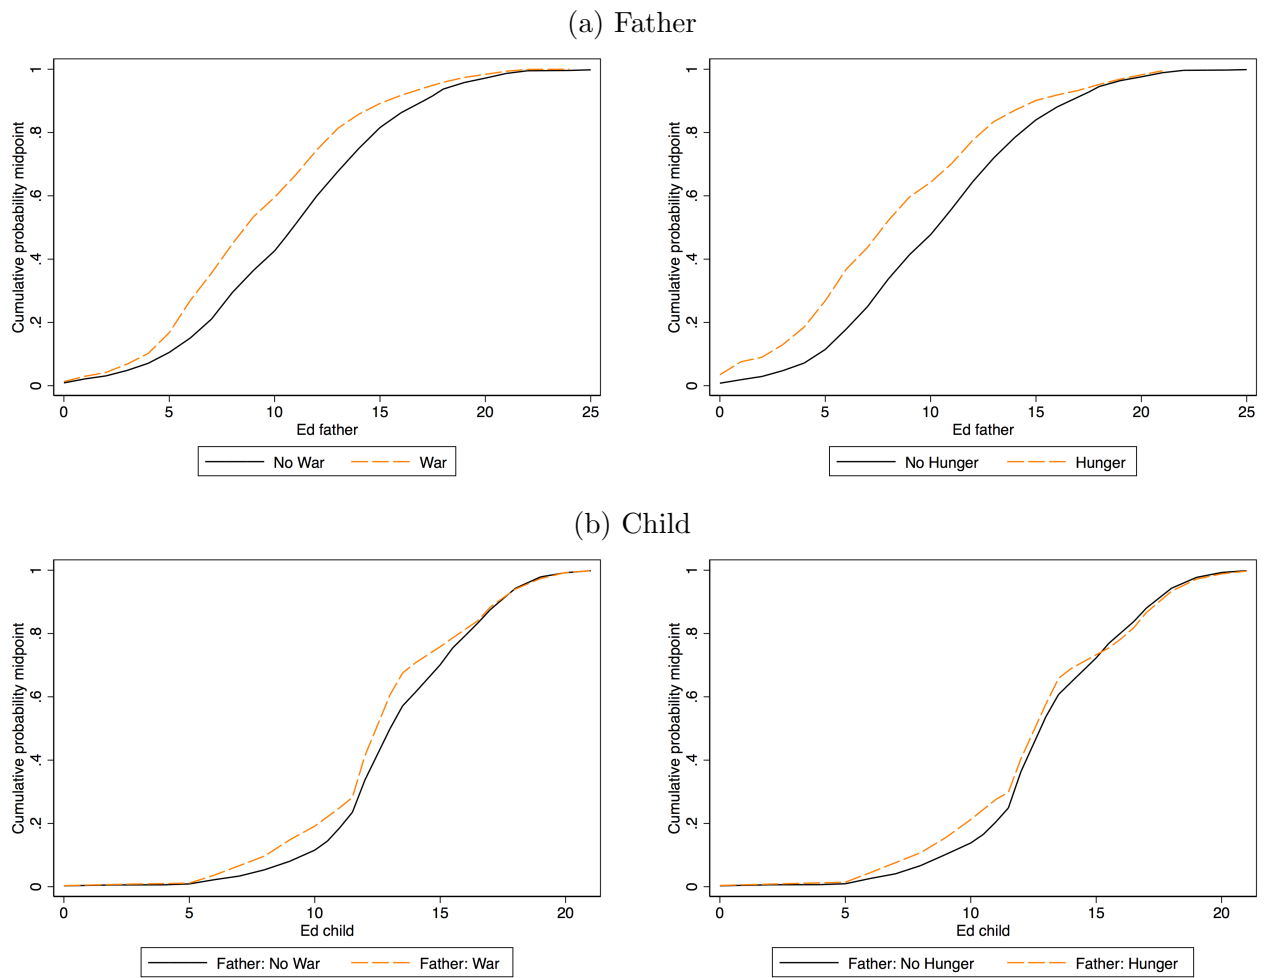 (a) Father
Cumulative probability midpoint
0 .2 .4 .6 .8 1
0 5 10 15 20 25
Ed father
No War War
Cumulative probability midpoint
0 .2 .4 .6 .8 1
0 5 10 15 20 25
Ed father
No Hunger Hunger
(b) Child
Cumulative probability midpoint
0 .2 .4 .6 .8 1
0 5 10 15 20
Ed child
Father: No War Father: War
Cumulative probability midpoint
0 .2 .4 .6 .8 1
0 5 10 15 20
Ed child
Father: No Hunger Father: Hunger